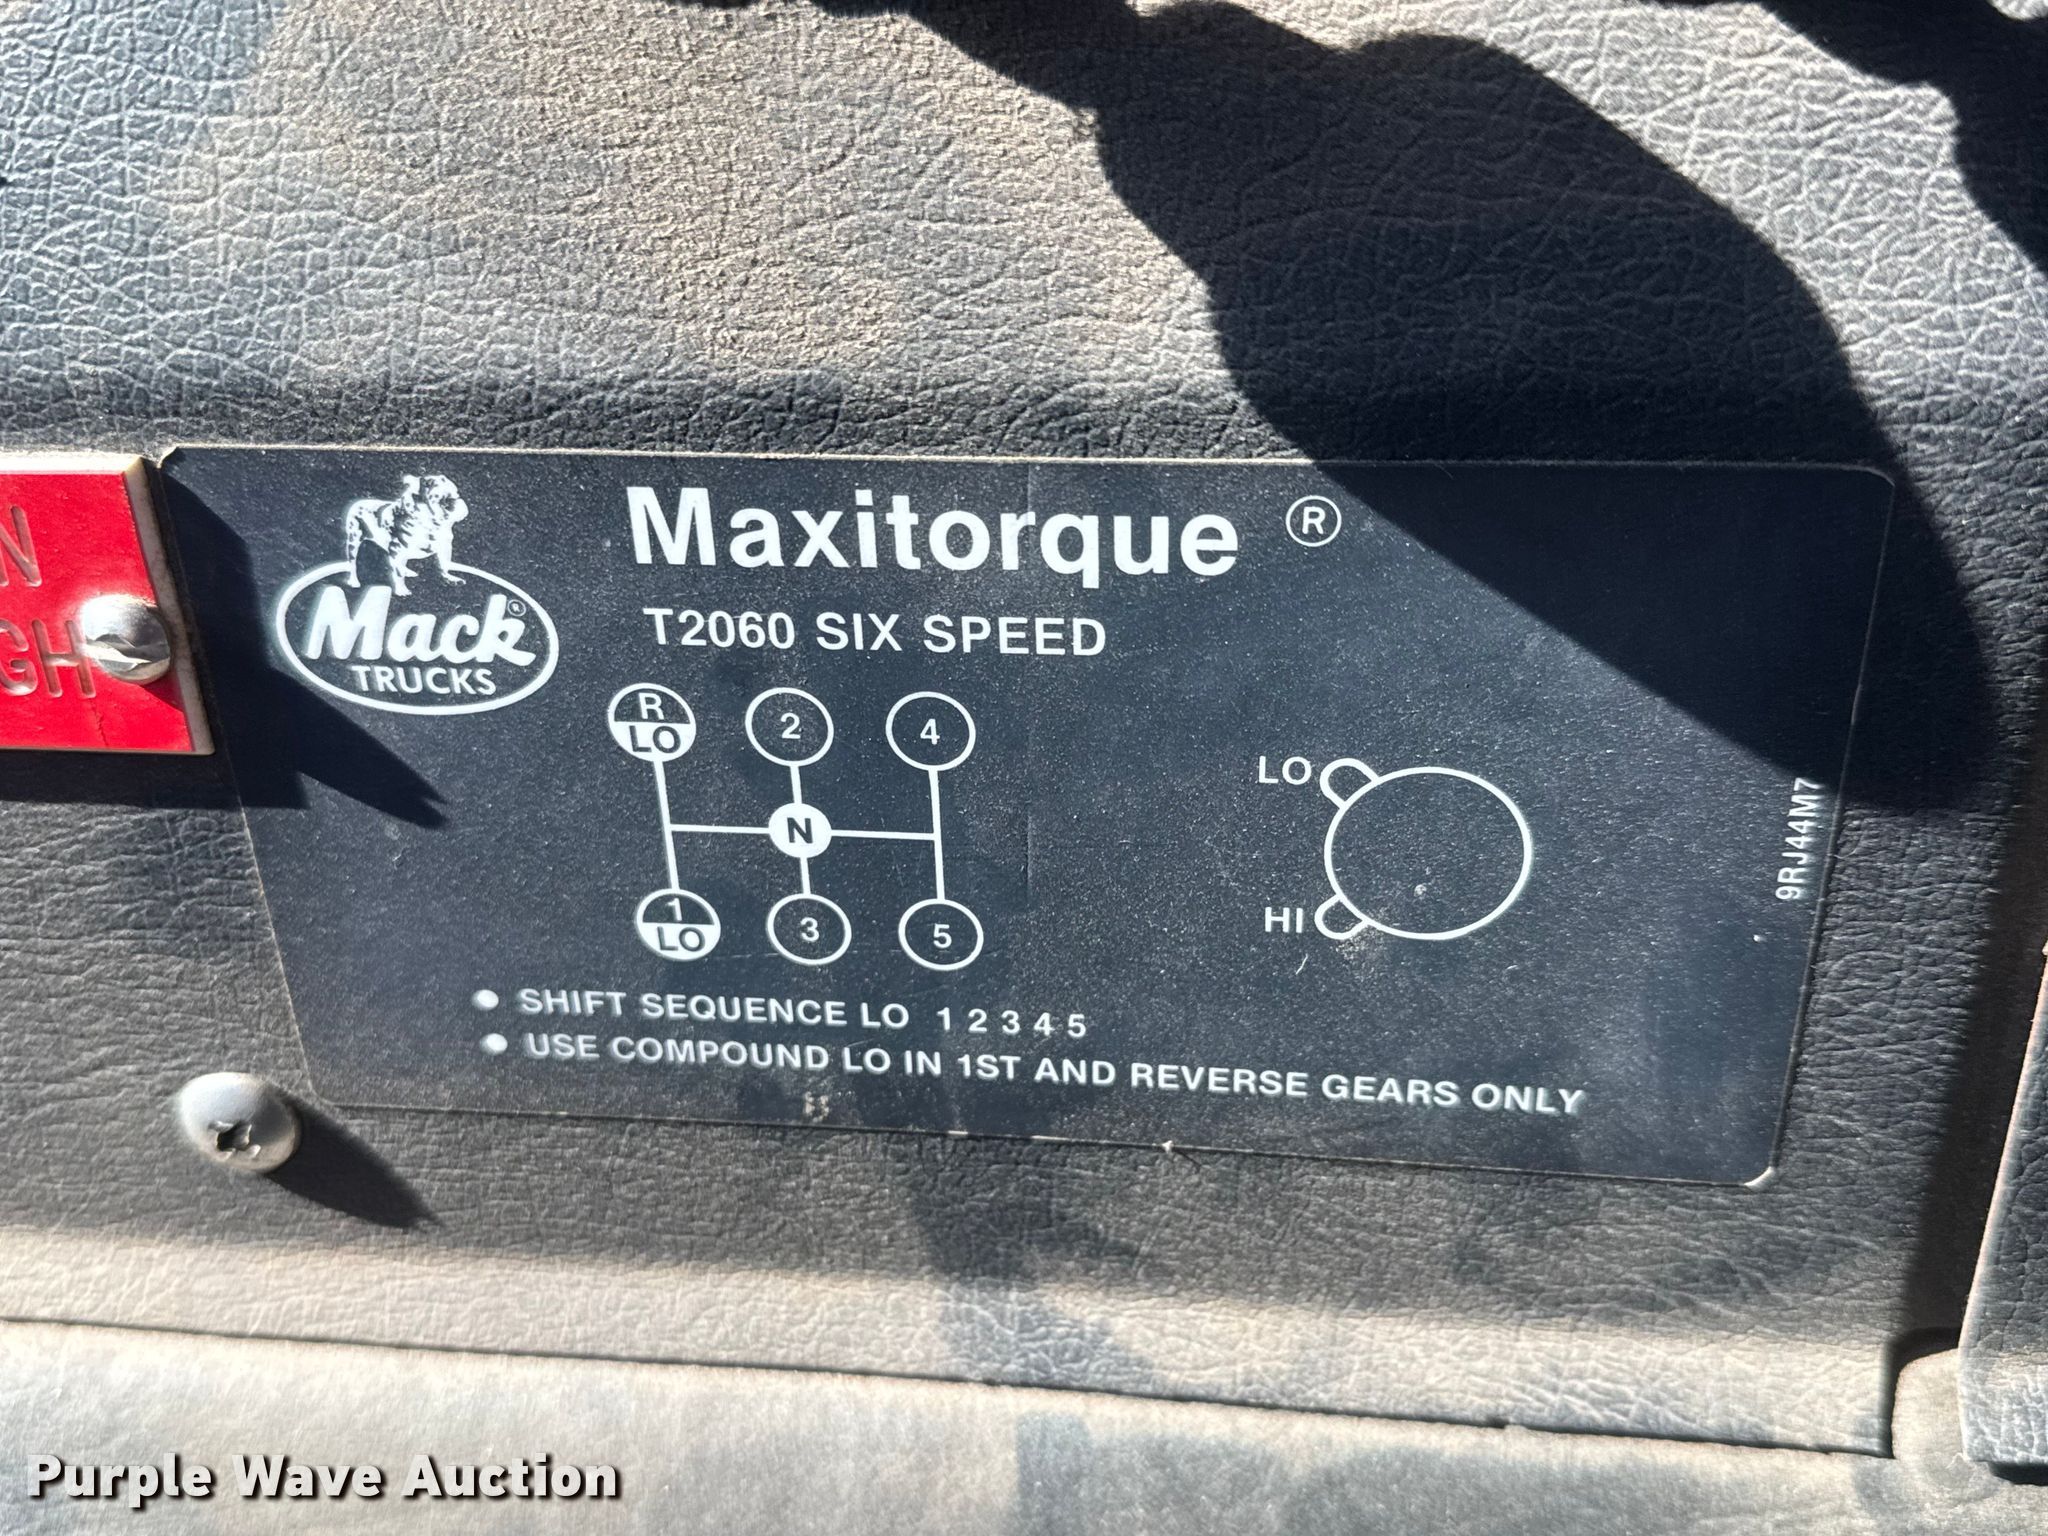 Maxitorque ®
Mack ®
TRUCKS
T2060 SIX SPEED
N
GH
R
LO
2
4
N
1
LO
3
5
LO
HI
9RJ44M7
• SHIFT SEQUENCE LO 1 2 3 4 5
• USE COMPOUND LO IN 1ST AND REVERSE GEARS ONLY
Purple Wave Auction